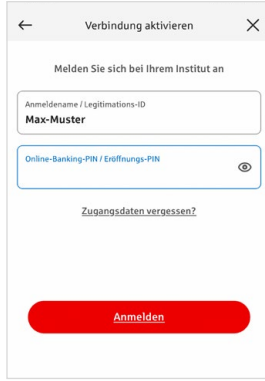 Verbindung aktivieren
Melden Sie sich bei Ihrem Institut an
Anmeldename / Legitimations-ID
Max-Muster
Online-Banking-PIN / Eröffnungs-PIN
Zugangsdaten vergessen?
Anmelden